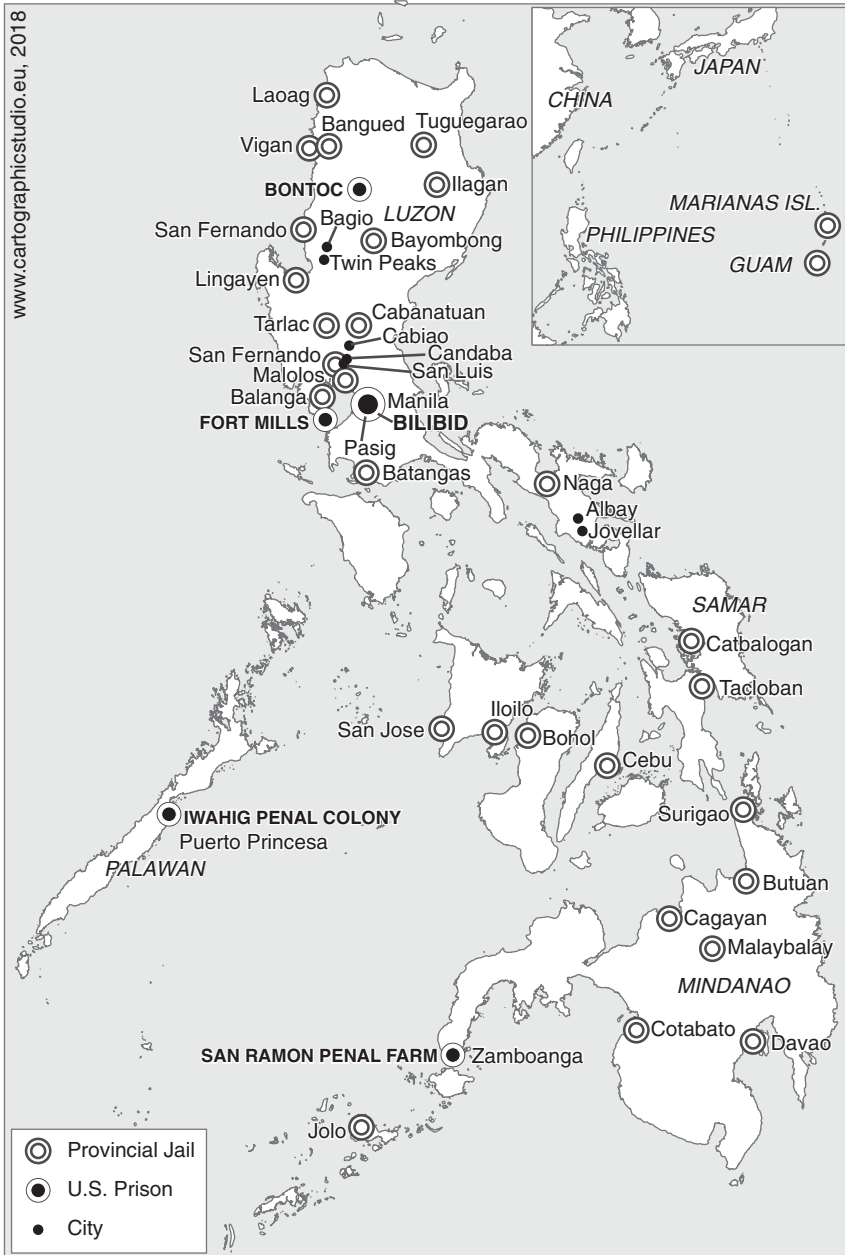 www.cartographicstudio.eu, 2018
JAPAN
CHINA
MARIANAS ISL.
PHILIPPINES
GUAM
Laoag
Bangued
Tuguegarao
Vigan
BONTOC
Ilagan
LUZON
San Fernando
Bagio
Bayombong
Twin Peaks
Lingayen
Cabanatuan
Tarlac
Cabiao
San Fernando
Candaba
Malolos
San Luis
Balanga
Manila
FORT MILLS
BILIBID
Pasig
Batangas
Naga
Albay
Jovellar
SAMAR
Catbalogan
Tacloban
Iloilo
San Jose
Bohol
Cebu
Surigao
IWAHIG PENAL COLONY
Puerto Princesa
PALAWAN
Butuan
Cagayan
Malaybalay
MINDANAO
Cotabato
Davao
SAN RAMON PENAL FARM
Zamboanga
Jolo
Provincial Jail
U.S. Prison
City